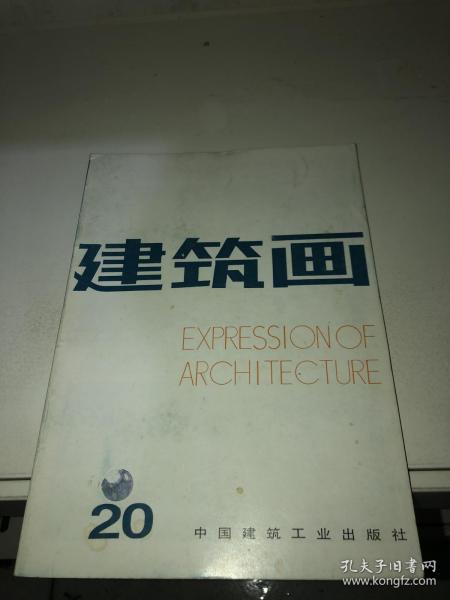 建筑画
EXPRESSION OF
ARCHITECTURE
20
中国建筑工业出版社
孔夫子旧书网
www.kongfz.com